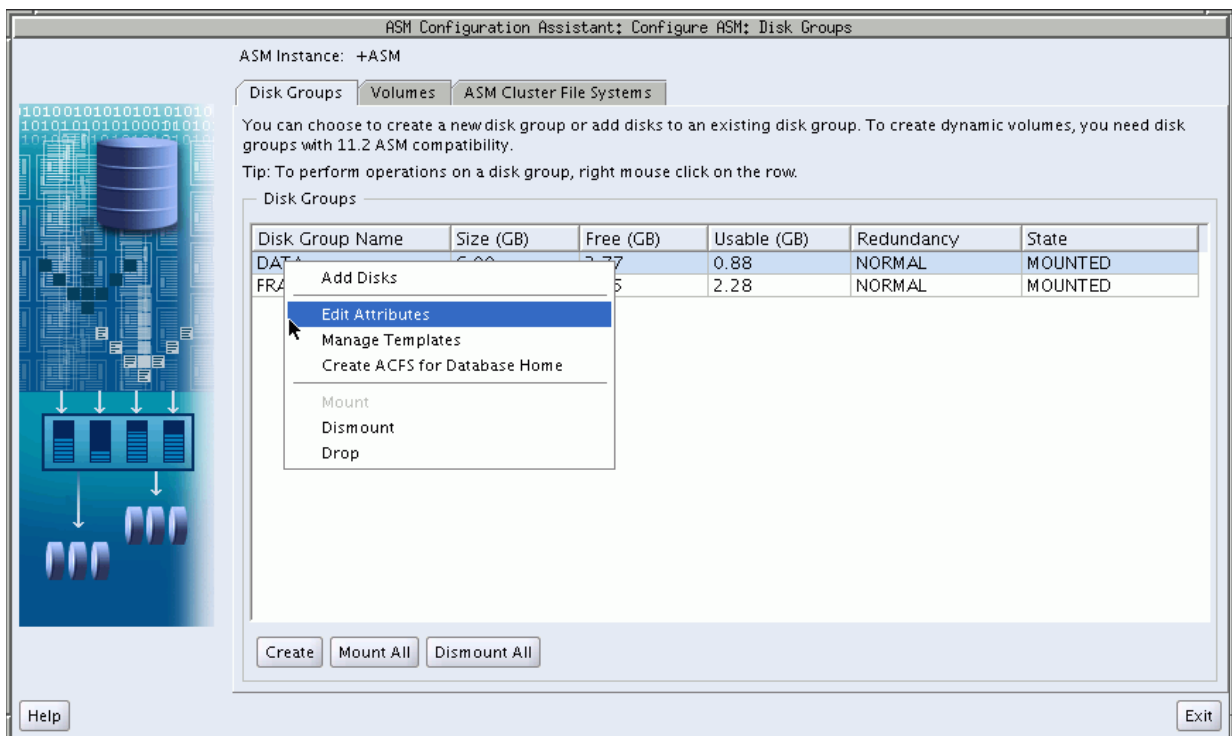 ASM Configuration Assistant: Configure ASM: Disk Groups
ASM Instance: +ASM
Disk Groups Volumes ASM Cluster File Systems
You can choose to create a new disk group or add disks to an existing disk group. To create dynamic volumes, you need disk
groups with 11.2 ASM compatibility.
Tip: To perform operations on a disk group, right mouse click on the row.
Disk Groups
Disk Group Name Size (GB) Free (GB) Usable (GB) Redundancy State
DATA 0.88 NORMAL MOUNTED
FRA 2.28 NORMAL MOUNTED
Add Disks
Edit Attributes
Manage Templates
Create ACFS for Database Home
Mount
Dismount
Drop
Create Mount All Dismount All
Help Exit